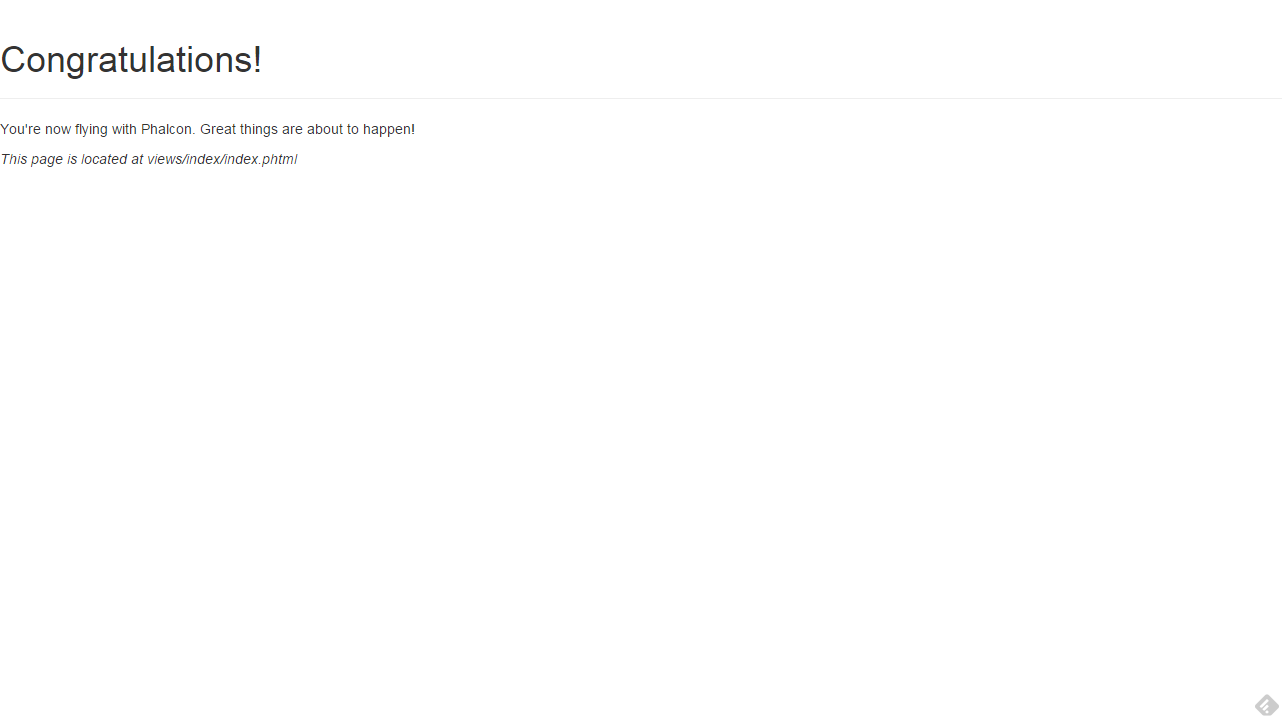 Congratulations!
You're now flying with Phalcon. Great things are about to happen!
This page is located at views/index/index.phtml